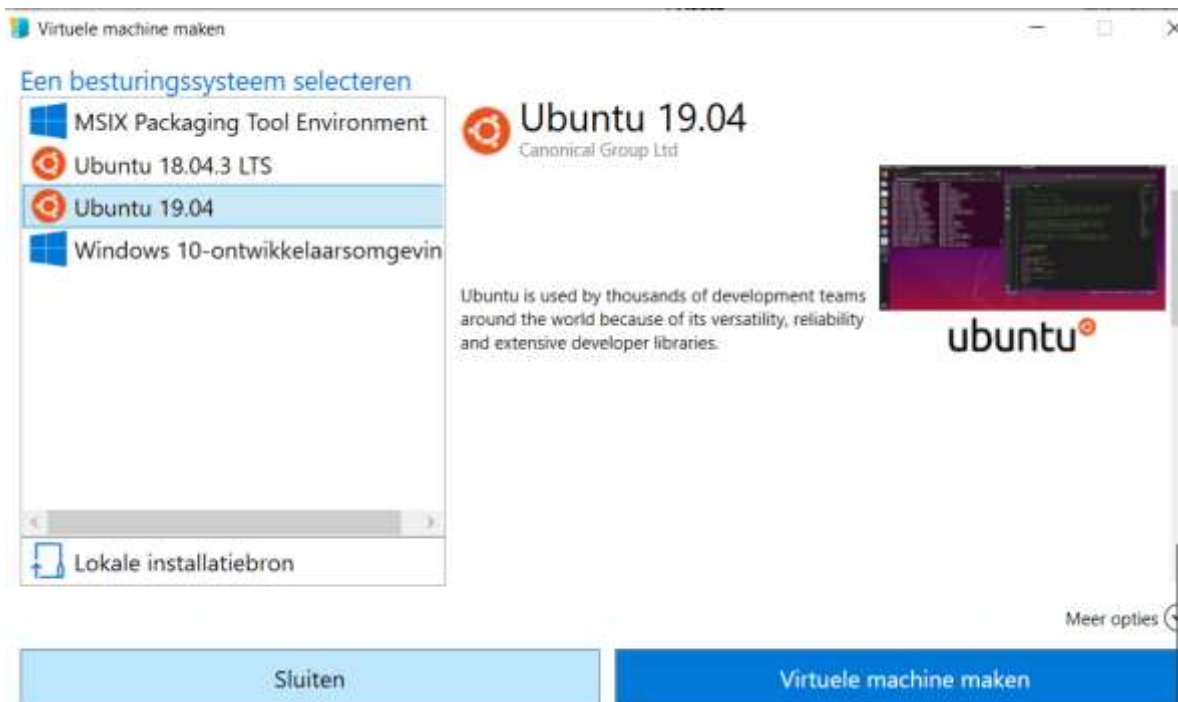 Virtuele machine maken
Een besturingssysteem selecteren
MSIX Packaging Tool Environment
Ubuntu 18.04.3 LTS
Ubuntu 19.04
Windows 10-ontwikkelaarsomgevin
Lokale installatiebron
Ubuntu 19.04
Canonical Group Ltd
Ubuntu is used by thousands of development teams
around the world because of its versatility, reliability
and extensive developer libraries.
ubuntu
Meer opties
Sluiten
Virtuele machine maken